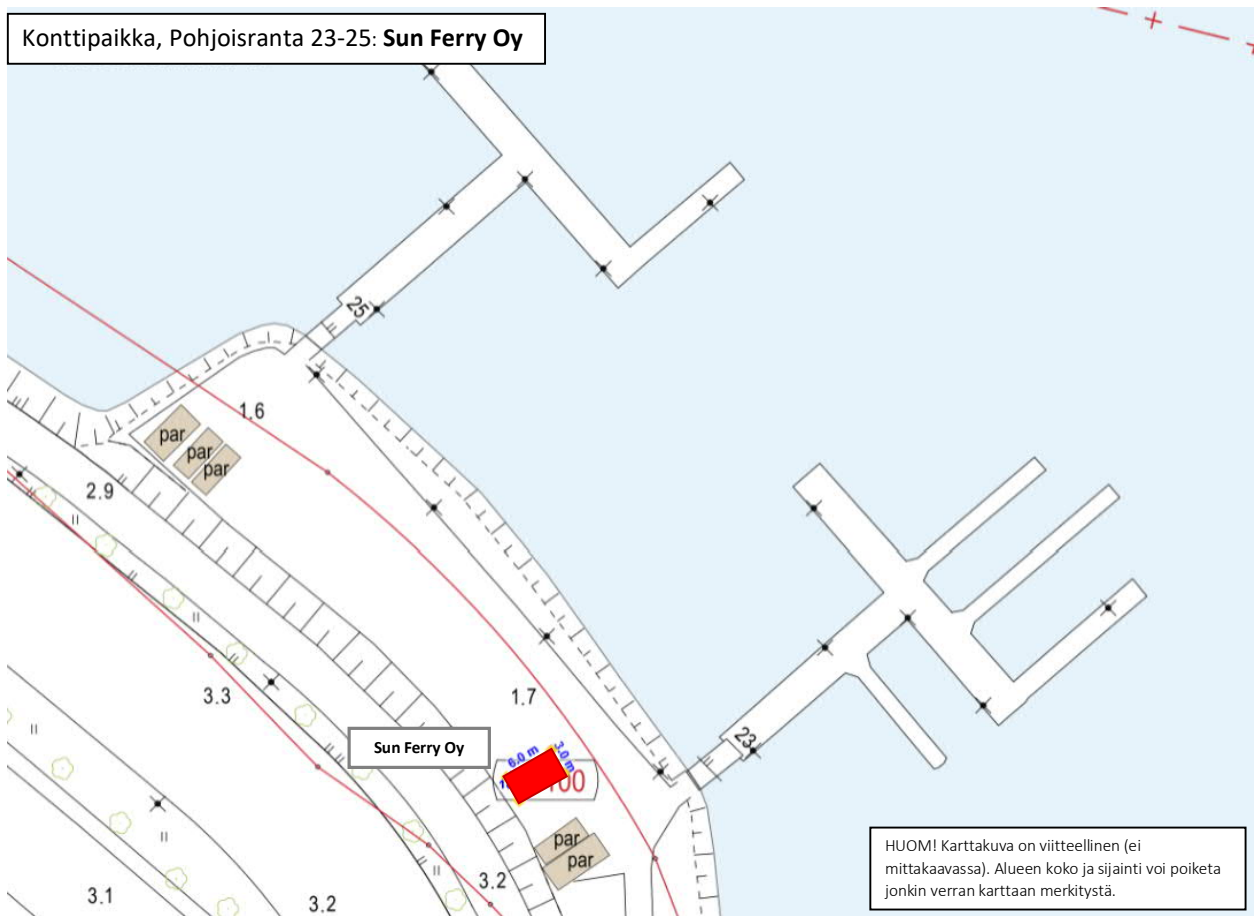 Konttipaikka, Pohjoisranta 23-25: Sun Ferry Oy
25
1.6
par
par
par
2.9
3.3
1.7
23
Sun Ferry Oy
6.0 m
3.0 m
par
par
3.2
3.1
3.2
HUOM! Karttakuva on viitteellinen (ei
mittakaavassa). Alueen koko ja sijainti voi poiketa
jonkin verran karttaan merkitystä.